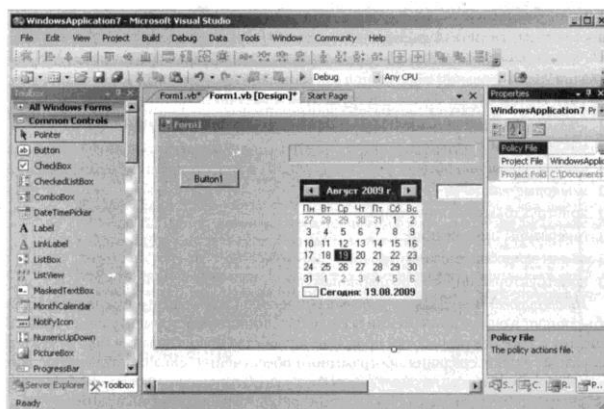 WindowsApplication7 - Microsoft Visual Studio
File Edit View Project Build Debug Data Tools Window Community Help
Debug Any CPU
Toolbox
All Windows Forms
Common Controls
Pointer
Button
CheckBox
CheckedListBox
ComboBox
DateTimePicker
Label
LinkLabel
ListBox
ListView
MaskedTextBox
MonthCalendar
NotifyIcon
NumericUpDown
PictureBox
ProgressBar
Server Explorer Toolbox
Form1.vb* Form1.vb [Design]* Start Page
Form1
Button1
Август 2009 г.
Пн Вт Ср Чт Пт Сб Вс
27 28 29 30 31 1 2
3 4 5 6 7 8 9
10 11 12 13 14 15 16
17 18 19 20 21 22 23
24 25 26 27 28 29 30
31 1 2 3 4 5 6
Сегодня: 19.08.2009
Properties
WindowsApplication7 Pr
Policy File
Project File WindowsApplic
Project Fold C:\Documents
Policy File
The policy actions file.
S.. C.. R.. P...
Ready